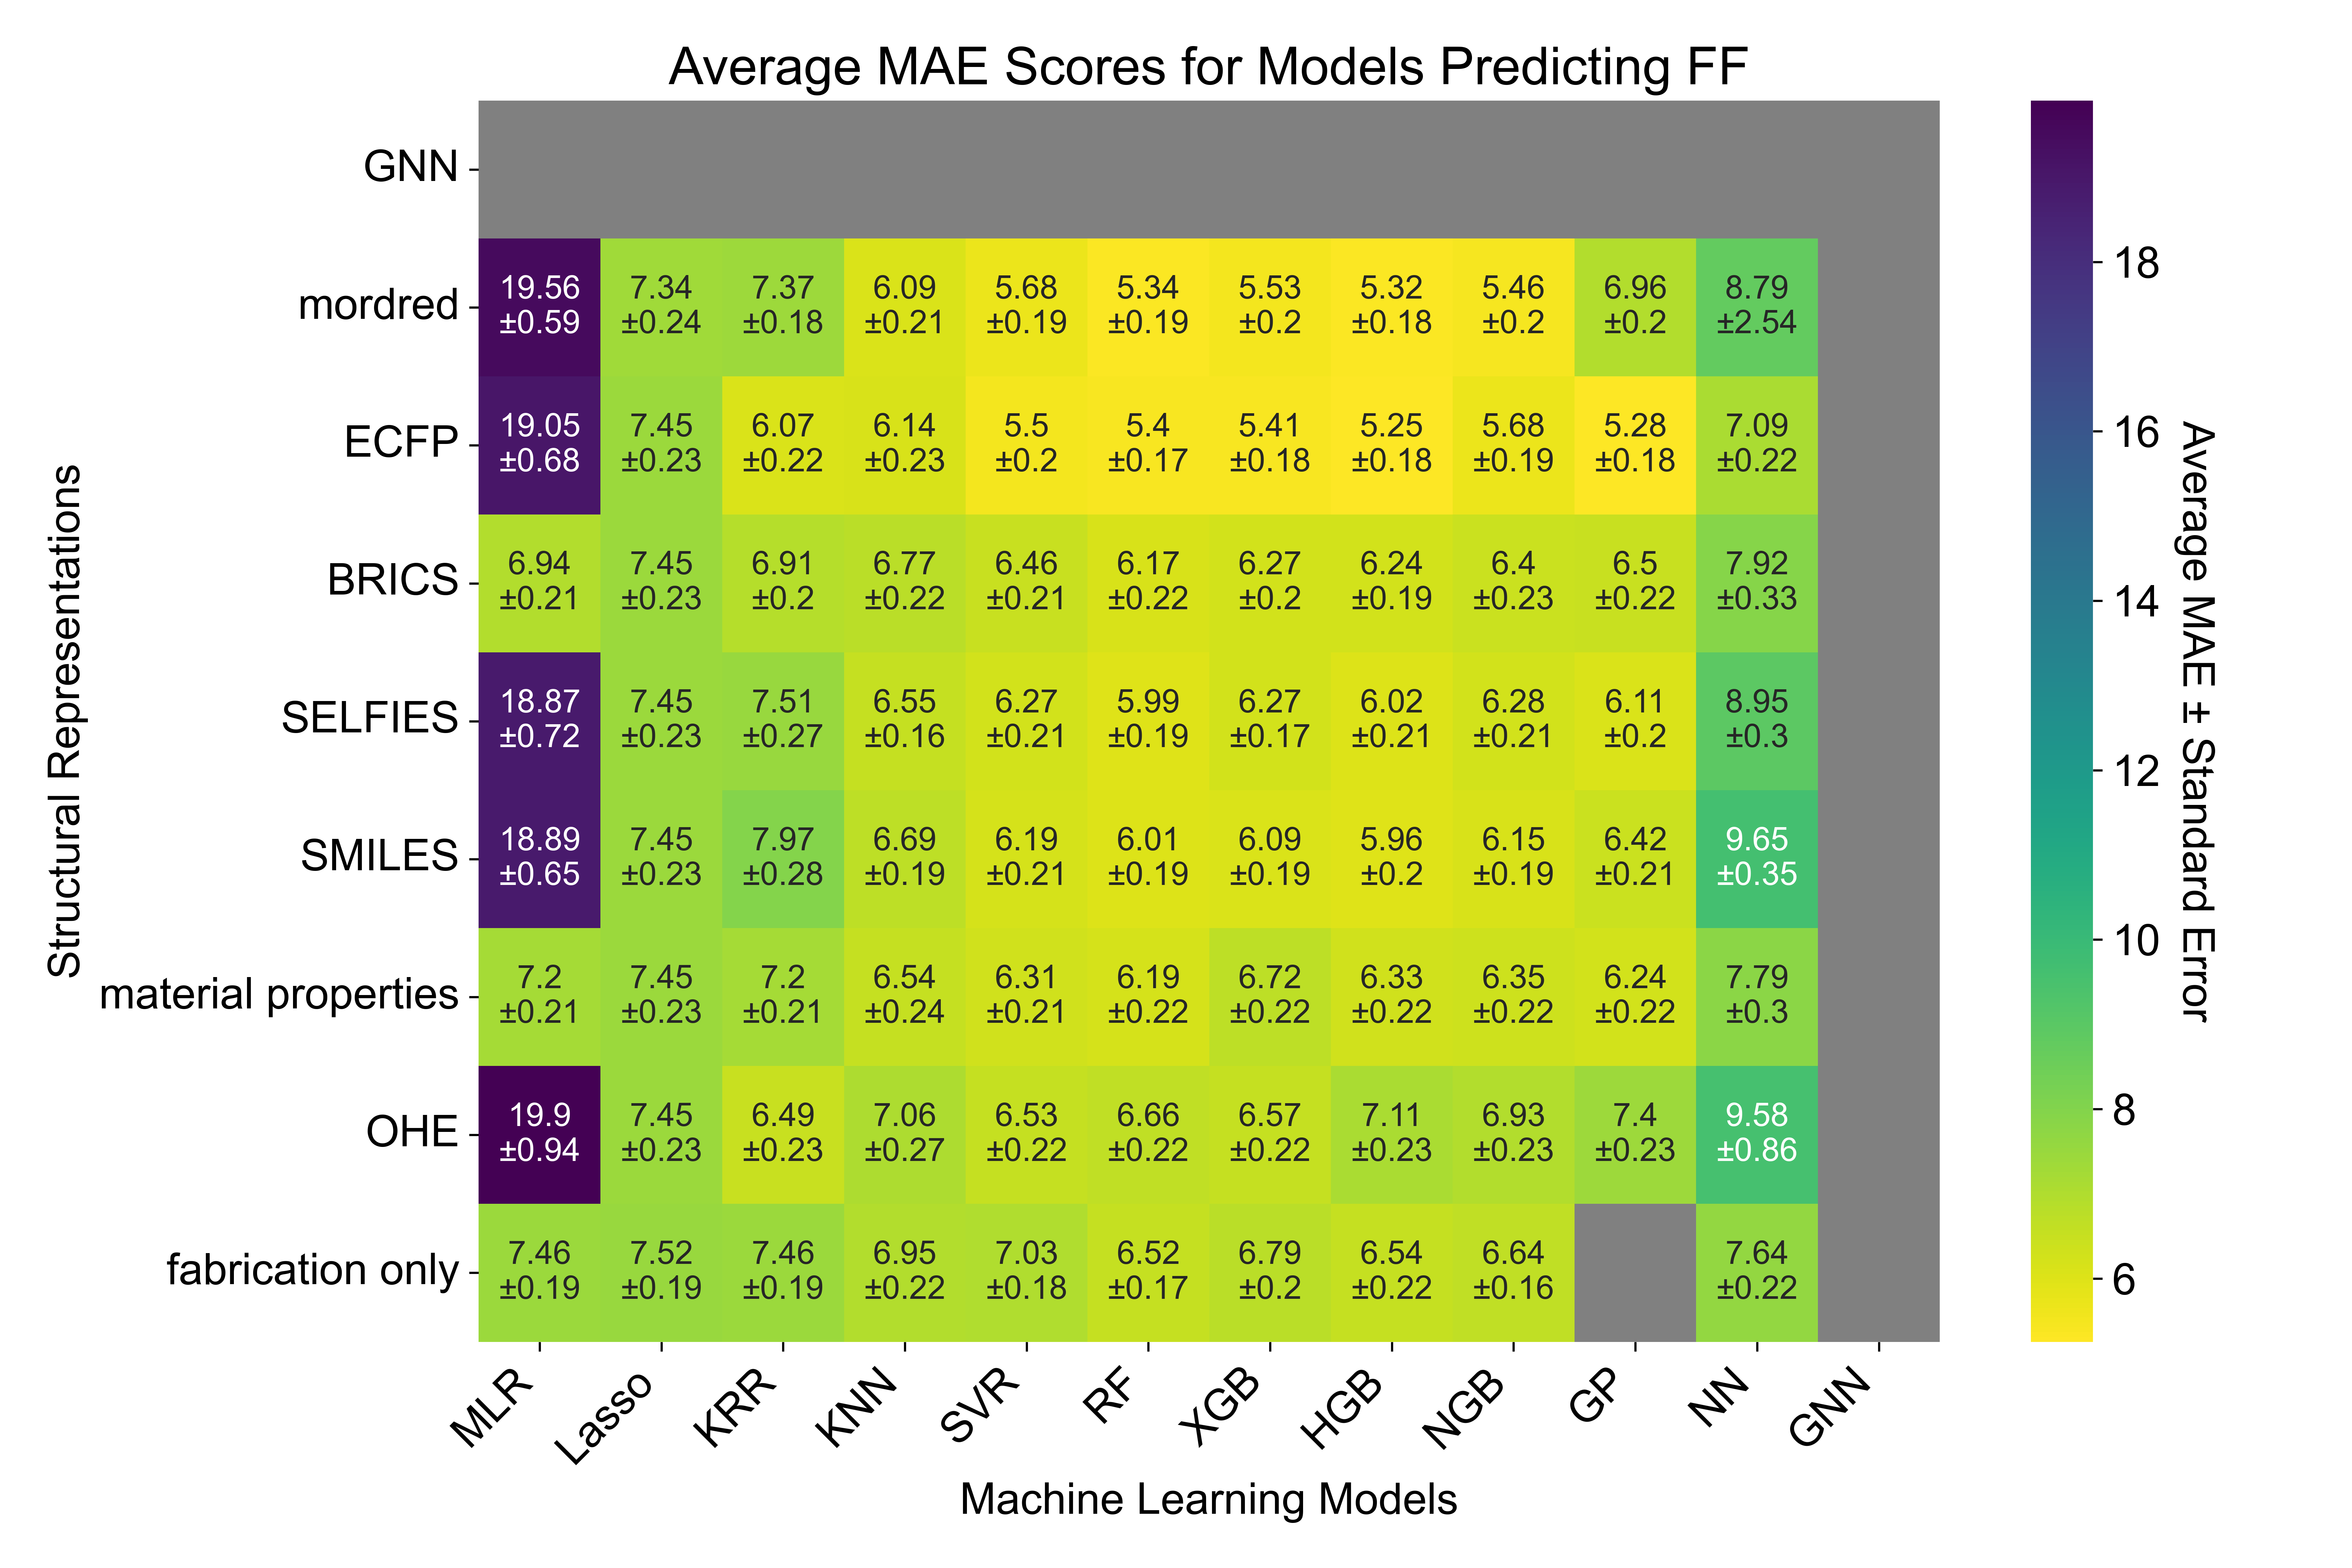 Average MAE Scores for Models Predicting FF
Structural Representations
GNN
mordred
19.56 7.34 7.37 6.09 5.68 5.34 5.53 5.32 5.46 6.96 8.79
±0.59 ±0.24 ±0.18 ±0.21 ±0.19 ±0.19 ±0.2 ±0.18 ±0.2 ±0.2 ±2.54
ECFP
19.05 7.45 6.07 6.14 5.5 5.4 5.41 5.25 5.68 5.28 7.09
±0.68 ±0.23 ±0.22 ±0.23 ±0.2 ±0.17 ±0.18 ±0.18 ±0.19 ±0.18 ±0.22
BRICS
6.94 7.45 6.91 6.77 6.46 6.17 6.27 6.24 6.4 6.5 7.92
±0.21 ±0.23 ±0.2 ±0.22 ±0.21 ±0.22 ±0.2 ±0.19 ±0.23 ±0.22 ±0.33
SELFIES
18.87 7.45 7.51 6.55 6.27 5.99 6.27 6.02 6.28 6.11 8.95
±0.72 ±0.23 ±0.27 ±0.16 ±0.21 ±0.19 ±0.17 ±0.21 ±0.21 ±0.2 ±0.3
SMILES
18.89 7.45 7.97 6.69 6.19 6.01 6.09 5.96 6.15 6.42 9.65
±0.65 ±0.23 ±0.28 ±0.19 ±0.21 ±0.19 ±0.19 ±0.2 ±0.19 ±0.21 ±0.35
material properties
7.2 7.45 7.2 6.54 6.31 6.19 6.72 6.33 6.35 6.24 7.79
±0.21 ±0.23 ±0.21 ±0.24 ±0.21 ±0.22 ±0.22 ±0.22 ±0.22 ±0.22 ±0.3
OHE
19.9 7.45 6.49 7.06 6.53 6.66 6.57 7.11 6.93 7.4 9.58
±0.94 ±0.23 ±0.23 ±0.27 ±0.22 ±0.22 ±0.22 ±0.23 ±0.23 ±0.23 ±0.86
fabrication only
7.46 7.52 7.46 6.95 7.03 6.52 6.79 6.54 6.64 7.64
±0.19 ±0.19 ±0.19 ±0.22 ±0.18 ±0.17 ±0.2 ±0.22 ±0.16 ±0.22
MLR Lasso KRR KNN SVR RF XGB HGB NGB GP NN GNN
Machine Learning Models
18
16
14
12
10
8
6
Average MAE ± Standard Error